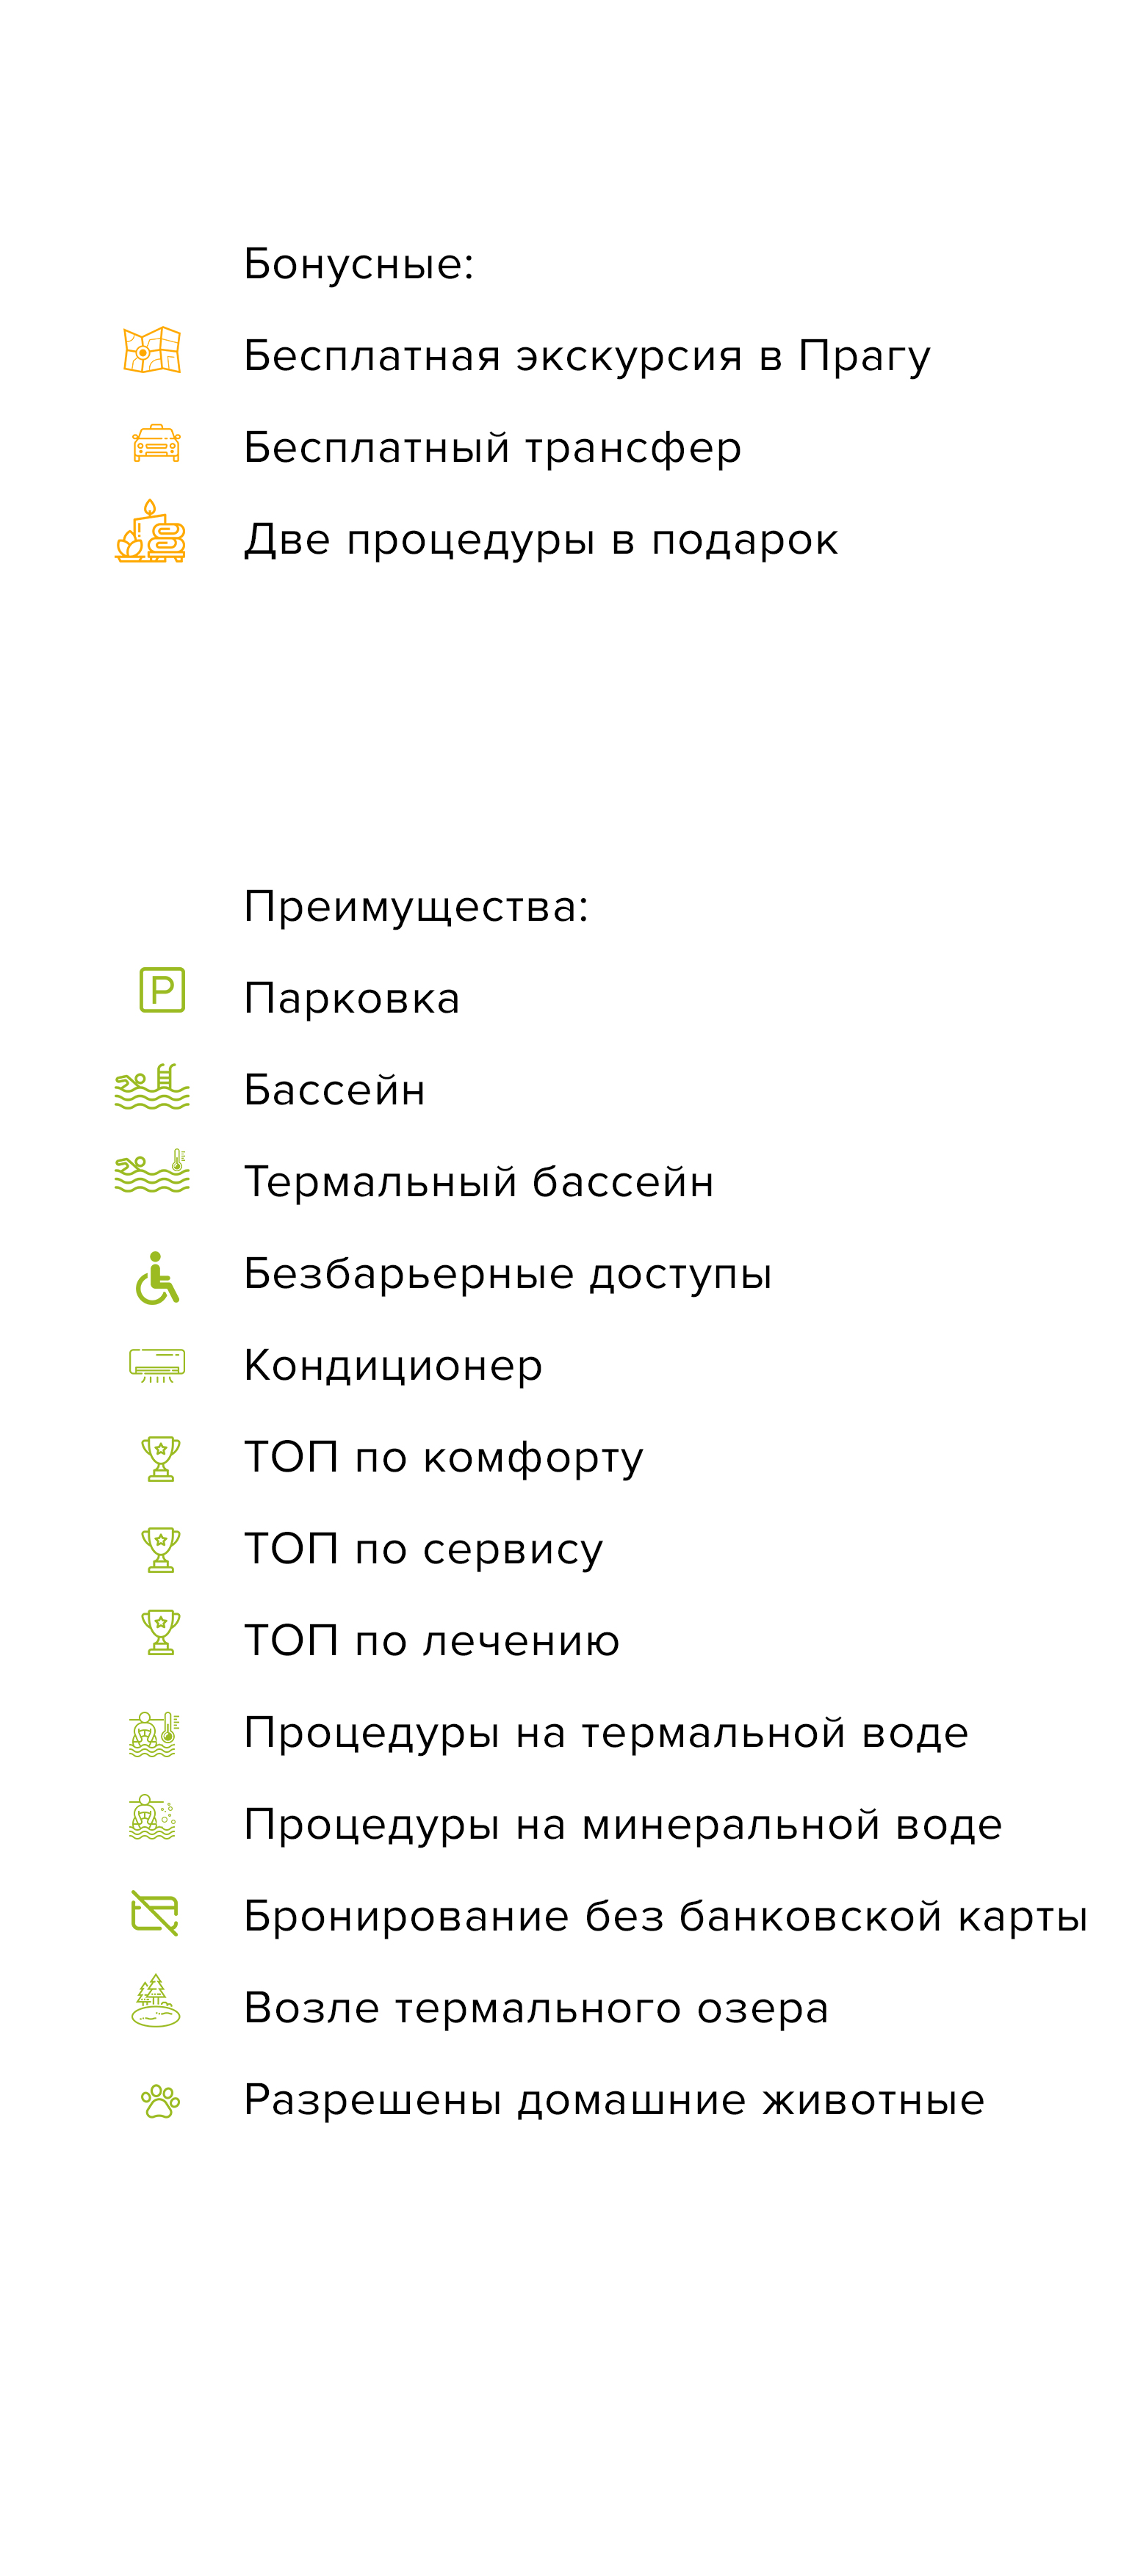 Бонусные:
Бесплатная экскурсия в Прагу
Бесплатный трансфер
Две процедуры в подарок
Преимущества:
P
Парковка
Бассейн
Термальный бассейн
Безбарьерные доступы
Кондиционер
ТОП по комфорту
ТОП по сервису
ТОП по лечению
Процедуры на термальной воде
Процедуры на минеральной воде
Бронирование без банковской карты
Возле термального озера
Разрешены домашние животные